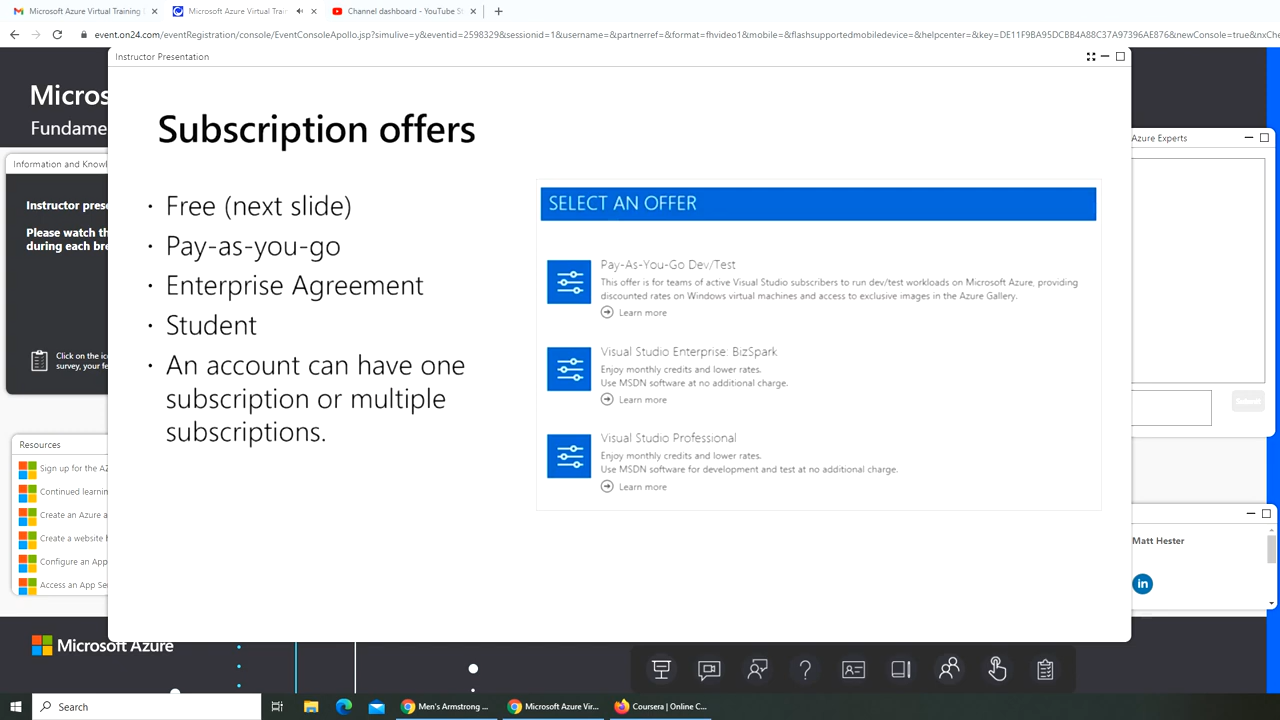 Microsoft Azure Virtual Training
Microsoft Azure Virtual Train
Channel dashboard - YouTube St
event.on24.com/eventRegistration/console/EventConsoleApollo.jsp?simulive=y&eventid=2598329&sessionid=1&username=&partnerref=&format=fhvideo1&mobile=&flashsupportedmobiledevice=&helpcenter=&key=DE11F9BA95DCBB4A88C37A97396AE876&newConsole=true&nxChe
Instructor Presentation
Micros
Fundame
Information and Knowl
Instructor prese
Please watch th
during each bre
Click on the ico
survey, your fe
Resources
Sign up for the AZ
Continued learnin
Create an Azure a
Create a website h
Configure an App
Access an App Ser
Subscription offers
· Free (next slide)
· Pay-as-you-go
· Enterprise Agreement
· Student
· An account can have one
subscription or multiple
subscriptions.
SELECT AN OFFER
Pay-As-You-Go Dev/Test
This offer is for teams of active Visual Studio subscribers to run dev/test workloads on Microsoft Azure, providing
discounted rates on Windows virtual machines and access to exclusive images in the Azure Gallery.
Learn more
Visual Studio Enterprise: BizSpark
Enjoy monthly credits and lower rates.
Use MSDN software at no additional charge.
Learn more
Visual Studio Professional
Enjoy monthly credits and lower rates.
Use MSDN software for development and test at no additional charge.
Learn more
Azure Experts
Submit
Matt Hester
in
Microsoft Azure
Search
Men's Armstrong ...
Microsoft Azure Vir...
Coursera | Online C...